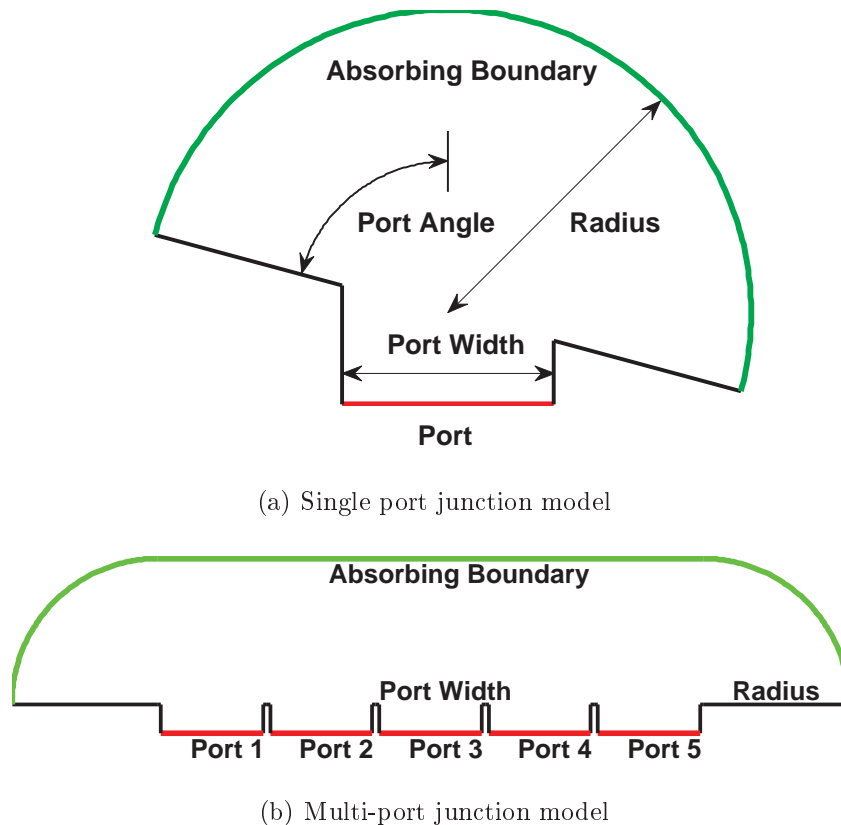 Absorbing Boundary
Port Angle
Radius
Port Width
Port
(a) Single port junction model
Absorbing Boundary
Port Width
Radius
Port 1
Port 2
Port 3
Port 4
Port 5
(b) Multi-port junction model